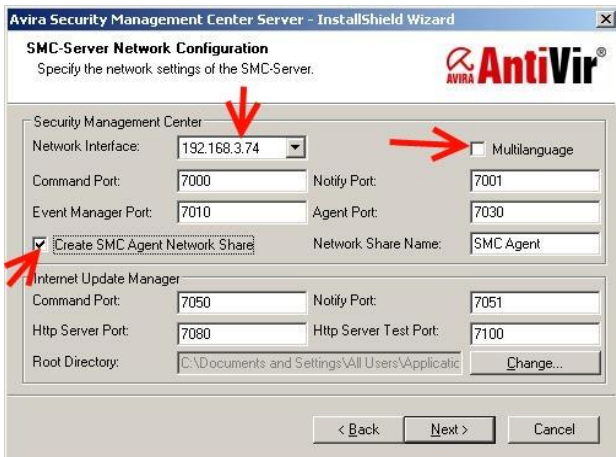 Avira Security Management Center Server - InstallShield Wizard
SMC-Server Network Configuration
Specify the network settings of the SMC-Server.
AVIRA AntiVir®
Security Management Center
Network Interface: 192.168.3.74 Multilanguage
Command Port: 7000 Notify Port: 7001
Event Manager Port: 7010 Agent Port: 7030
Create SMC Agent Network Share Network Share Name: SMC Agent
Internet Update Manager
Command Port: 7050 Notify Port: 7051
Http Server Port: 7080 Http Server Test Port: 7100
Root Directory: C:\Documents and Settings\All Users\Applicatic Change...
< Back Next > Cancel